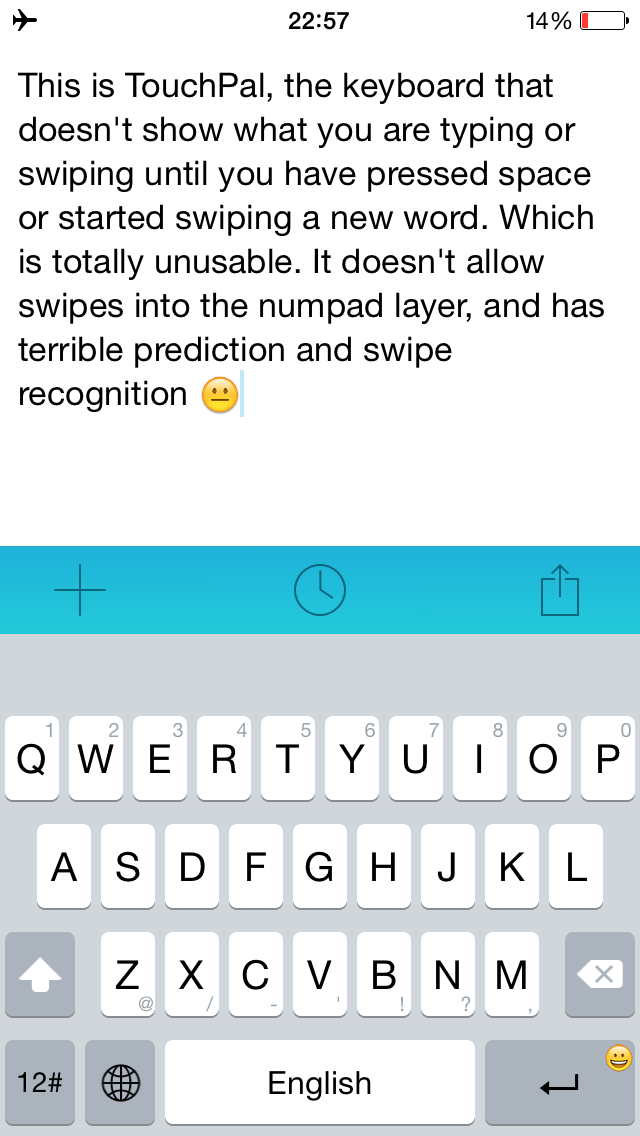 22:57 14%
This is TouchPal, the keyboard that
doesn't show what you are typing or
swiping until you have pressed space
or started swiping a new word. Which
is totally unusable. It doesn't allow
swipes into the numpad layer, and has
terrible prediction and swipe
recognition 😐
1 2 3 4 5 6 7 8 9 0
Q W E R T Y U I O P
A S D F G H J K L
Z X C V B N M
@ / - ' ! ? ,
12# English